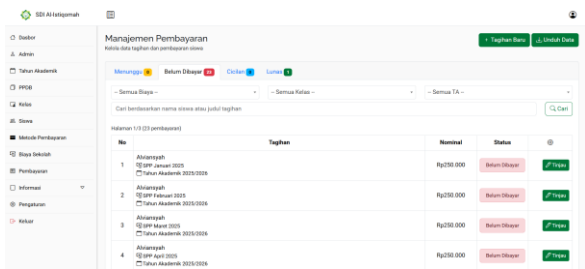 SDI Al-Istiqomah
Dasbor
Admin
Tahun Akademik
PPDB
Kelas
Siswa
Metode Pembayaran
Biaya Sekolah
Pembayaran
Informasi
Pengaturan
Keluar
Manajemen Pembayaran
Kelola data tagihan dan pembayaran siswa
+ Tagihan Baru
Unduh Data
Menunggu
Belum Dibayar 23
Cicilan
Lunas
-- Semua Biaya --
-- Semua Kelas --
-- Semua TA --
Cari berdasarkan nama siswa atau judul tagihan
Cari
Halaman 1/3 (23 pembayaran)
No Tagihan Nominal Status
1 Alviansyah Rp250.000 Belum Dibayar Tinjau
SPP Januari 2025
Tahun Akademik 2025/2026
2 Alviansyah Rp250.000 Belum Dibayar Tinjau
SPP Februari 2025
Tahun Akademik 2025/2026
3 Alviansyah Rp250.000 Belum Dibayar Tinjau
SPP Maret 2025
Tahun Akademik 2025/2026
4 Alviansyah Rp250.000 Belum Dibayar Tinjau
SPP April 2025
Tahun Akademik 2025/2026